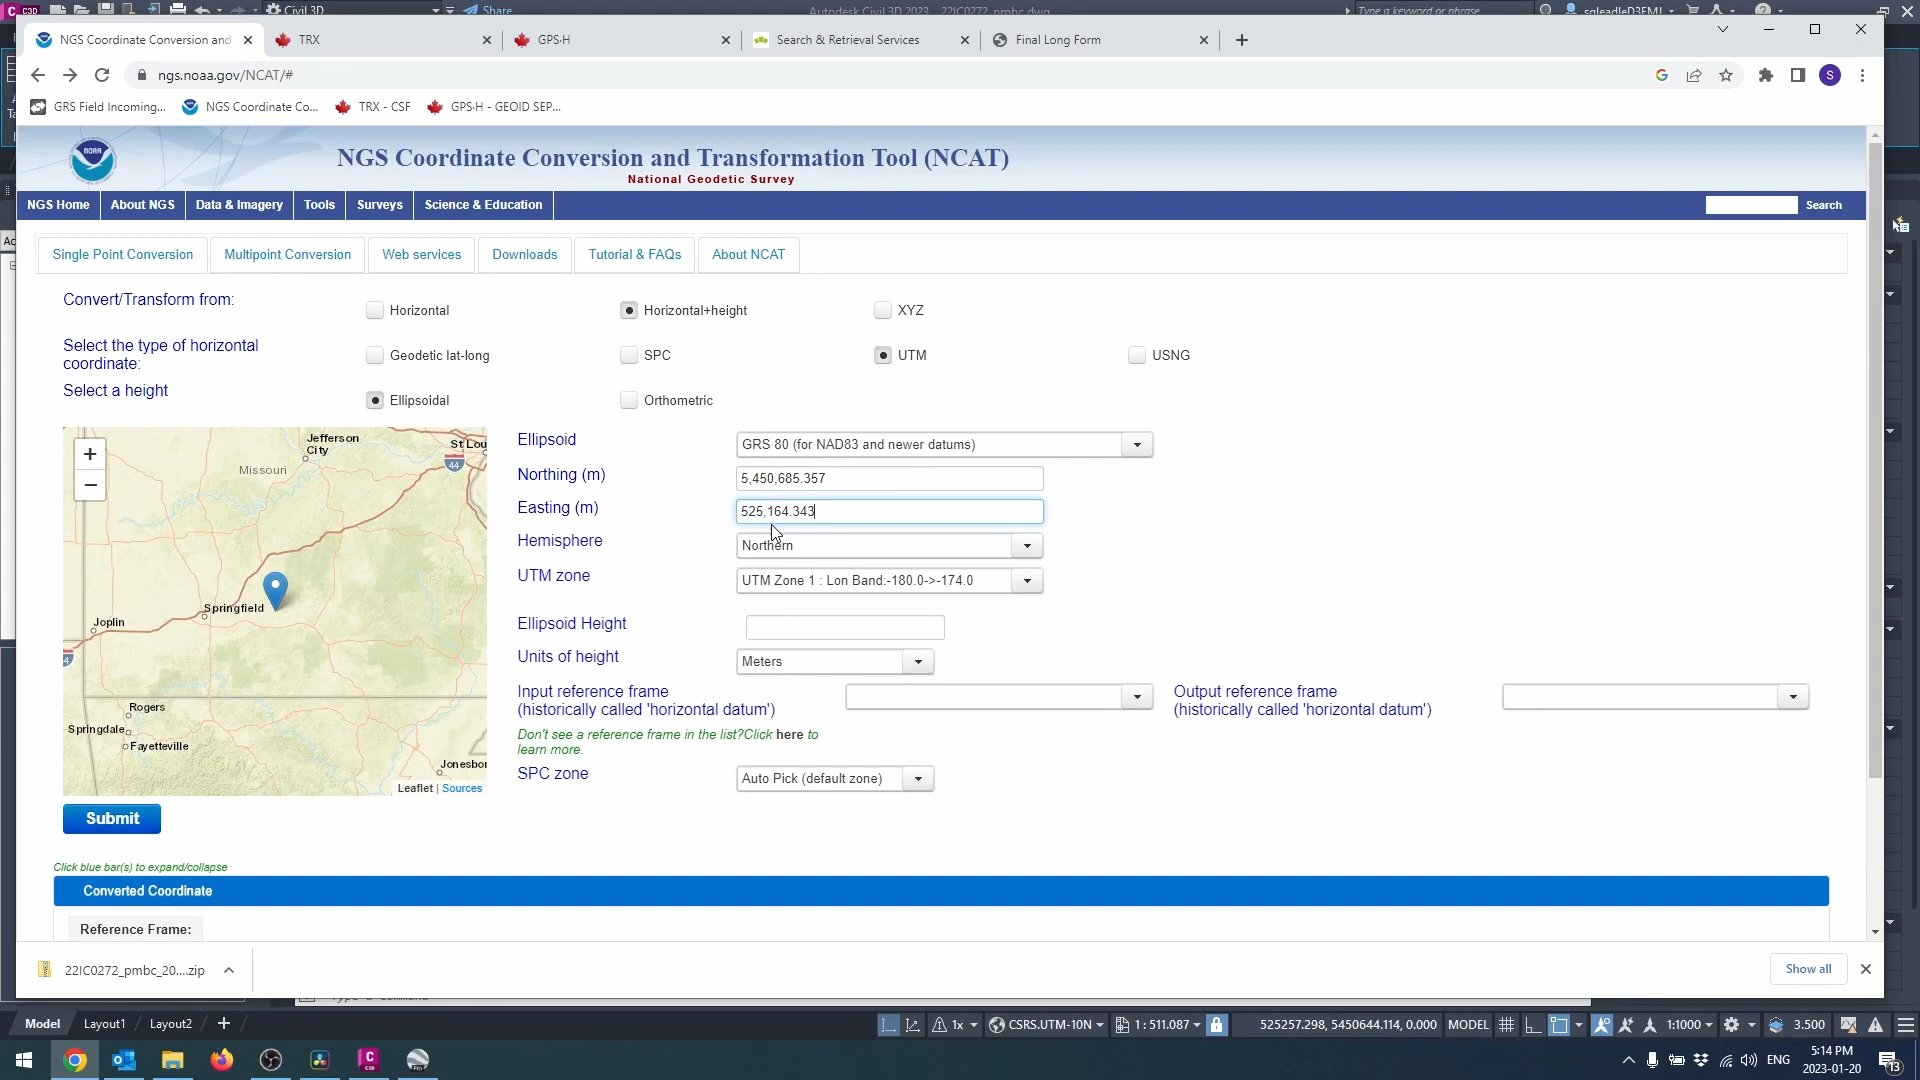 C3D
Civil 3D
Share
Autodesk Civil 3D 2023 22IC0272_pmbc.dwg
Type a keyword or phrase
sgleadleD3EMJ
NGS Coordinate Conversion and
TRX
GPS·H
Search & Retrieval Services
Final Long Form
ngs.noaa.gov/NCAT/#
S
GRS Field Incoming...
NGS Coordinate Co...
TRX - CSF
GPS·H - GEOID SEP...
NOAA
NGS Coordinate Conversion and Transformation Tool (NCAT)
National Geodetic Survey
NGS Home
About NGS
Data & Imagery
Tools
Surveys
Science & Education
Search
Single Point Conversion
Multipoint Conversion
Web services
Downloads
Tutorial & FAQs
About NCAT
Convert/Transform from:
Horizontal
Horizontal+height
XYZ
Select the type of horizontal
coordinate:
Geodetic lat-long
SPC
UTM
USNG
Select a height
Ellipsoidal
Orthometric
+
−
Jefferson
City
St Lou
44
Missouri
Springfield
Joplin
Rogers
Springdale
Fayetteville
Jonesbor
Leaflet | Sources
Ellipsoid
GRS 80 (for NAD83 and newer datums)
Northing (m)
5,450,685.357
Easting (m)
525,164.343
Hemisphere
Northern
UTM zone
UTM Zone 1 : Lon Band:-180.0->-174.0
Ellipsoid Height
Units of height
Meters
Input reference frame
(historically called 'horizontal datum')
Output reference frame
(historically called 'horizontal datum')
Don't see a reference frame in the list?Click here to
learn more.
SPC zone
Auto Pick (default zone)
Submit
Click blue bar(s) to expand/collapse
Converted Coordinate
Reference Frame:
22IC0272_pmbc_20....zip
Show all
Type a command
Model
Layout1
Layout2
1x
CSRS.UTM-10N
1 : 511.087
525257.298, 5450644.114, 0.000
MODEL
1:1000
3.500
ENG
5:14 PM
2023-01-20
13